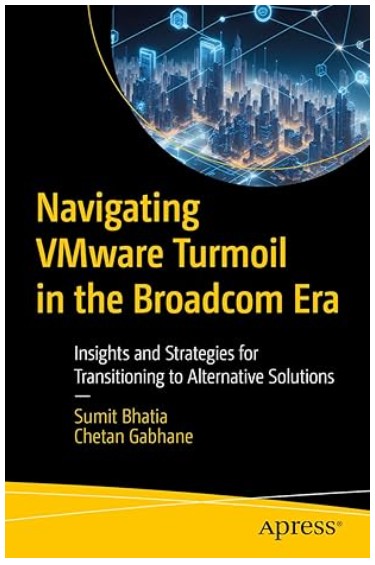 Navigating
VMware Turmoil
in the Broadcom Era
Insights and Strategies for
Transitioning to Alternative Solutions
—
Sumit Bhatia
Chetan Gabhane
Apress®